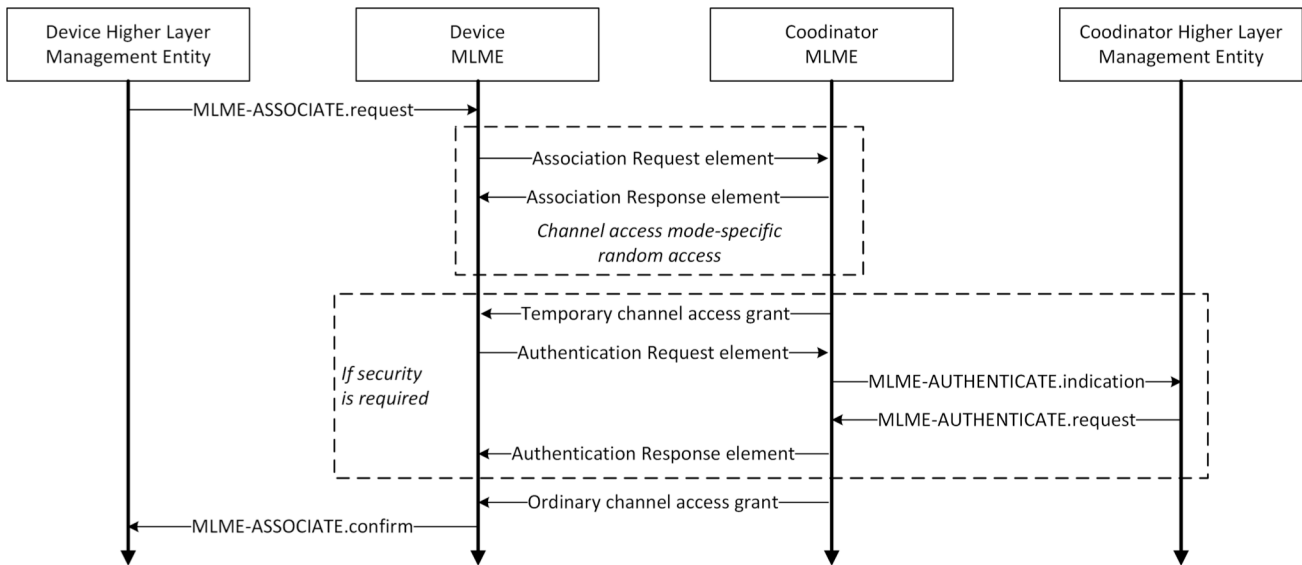 Device Higher Layer
Management Entity
Device
MLME
Coodinator
MLME
Coodinator Higher Layer
Management Entity
MLME-ASSOCIATE.request
Association Request element
Association Response element
Channel access mode-specific
random access
Temporary channel access grant
Authentication Request element
If security
is required
MLME-AUTHENTICATE.indication
MLME-AUTHENTICATE.request
Authentication Response element
Ordinary channel access grant
MLME-ASSOCIATE.confirm